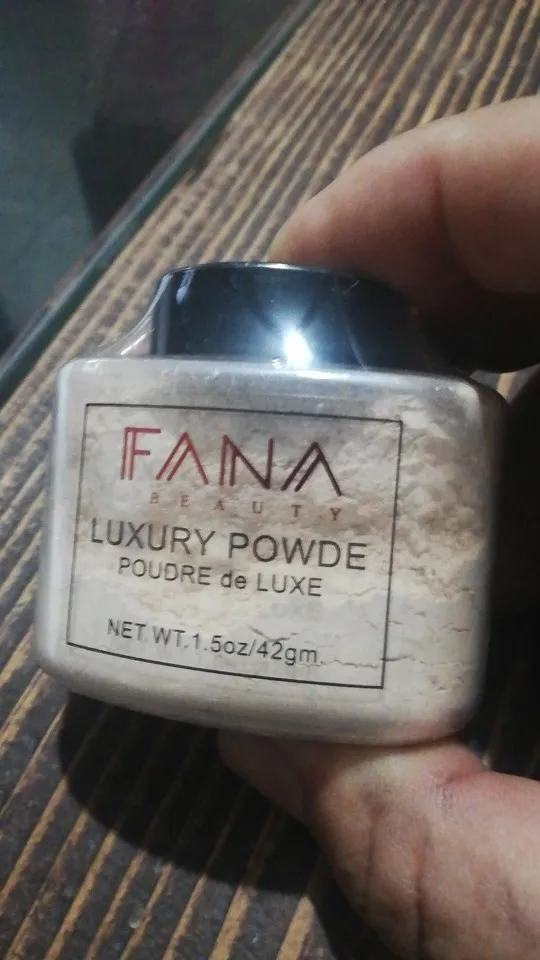 FANA
BEAUTY
LUXURY POWDE
POUDRE de LUXE
NET WT.1.5oz/42gm.